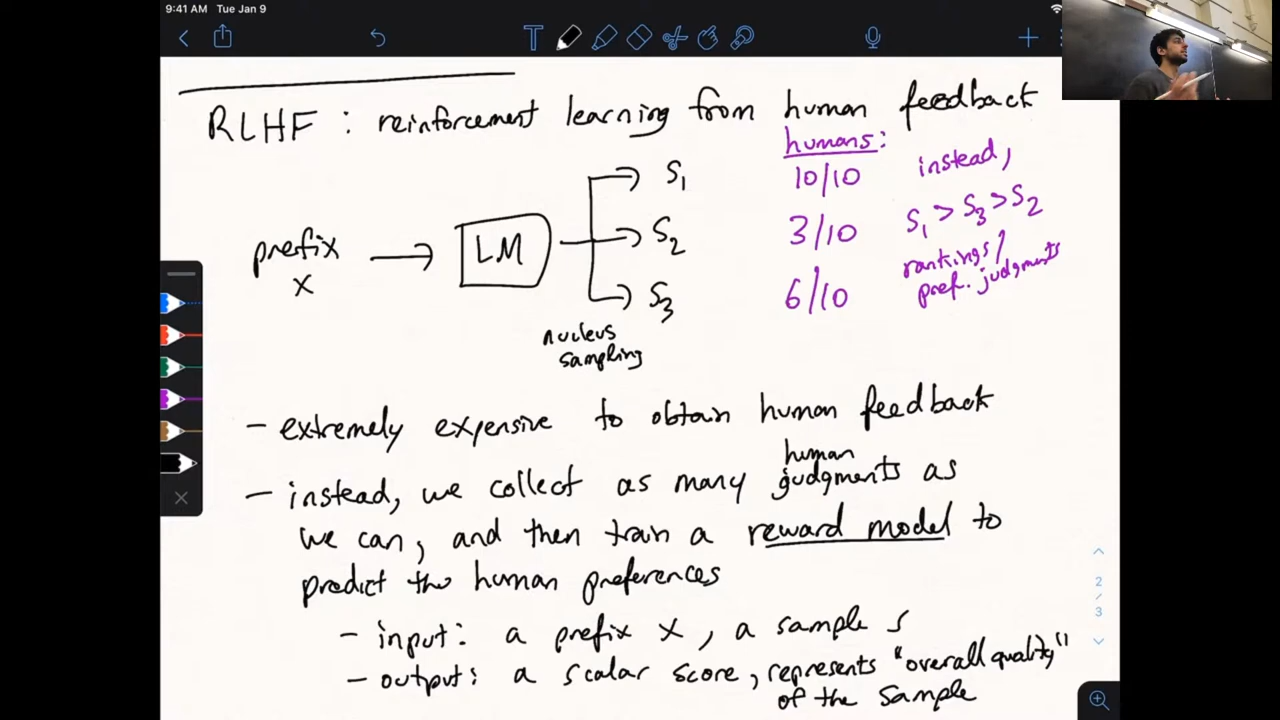 9:41 AM Tue Jan 9
T
RLHF : reinforcement learning from human feedback
humans:
10/10
3/10
6/10
instead,
S1 > S3 > S2
rankings/
pref. judgments
prefix
x
LM
S1
S2
S3
nucleus
sampling
- extremely expensive to obtain human feedback
human
- instead, we collect as many judgments as
we can, and then train a reward model to
predict the human preferences
- input: a prefix x, a sample s
- output: a scalar score, represents "overall quality"
of the sample
2
/
3